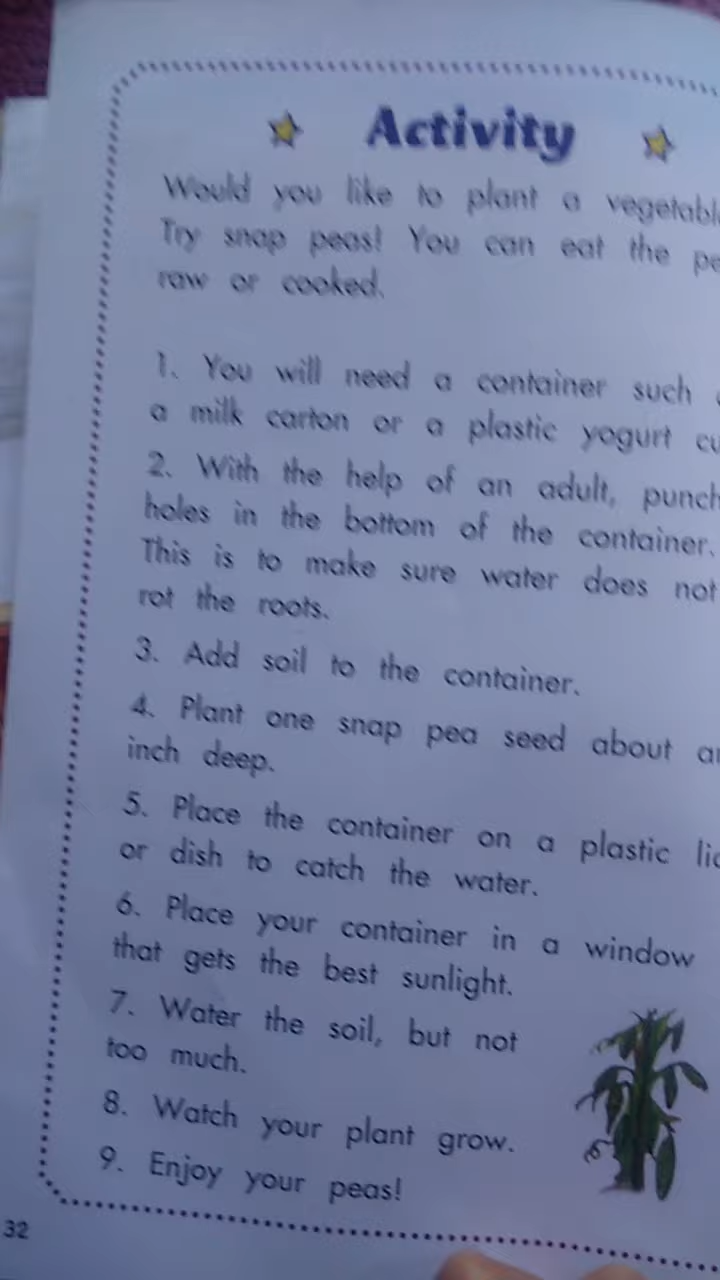 Activity
Would you like to plant a vegetabl
Try snap peas! You can eat the pe
raw or cooked.
1. You will need a container such
a milk carton or a plastic yogurt cu
2. With the help of an adult, punch
holes in the bottom of the container.
This is to make sure water does not
rot the roots.
3. Add soil to the container.
4. Plant one snap pea seed about a
inch deep.
5. Place the container on a plastic li
or dish to catch the water.
6. Place your container in a window
that gets the best sunlight.
7. Water the soil, but not
too much.
8. Watch your plant grow.
9. Enjoy your peas!
32